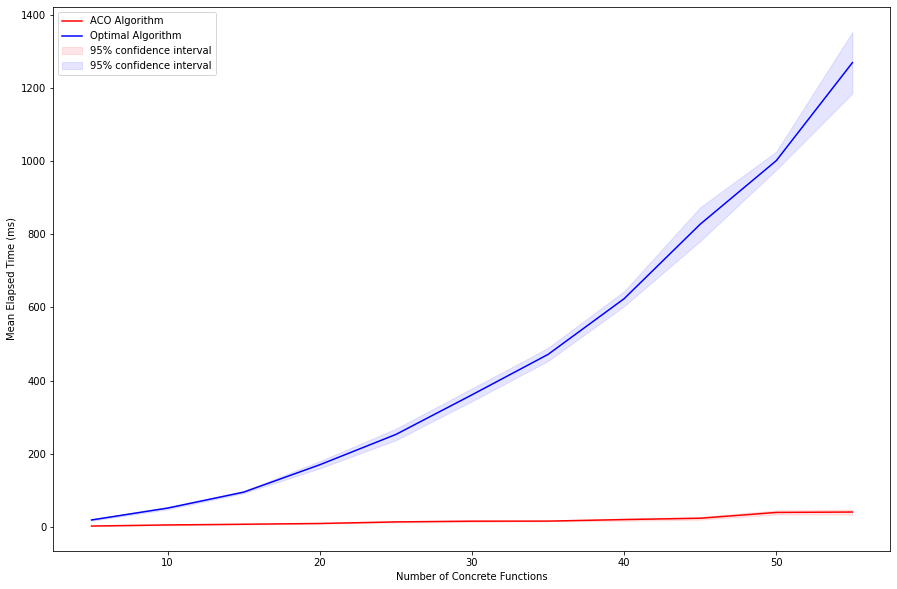 ACO Algorithm
Optimal Algorithm
95% confidence interval
95% confidence interval
1400
1200
1000
800
600
400
200
0
Mean Elapsed Time (ms)
10 20 30 40 50
Number of Concrete Functions